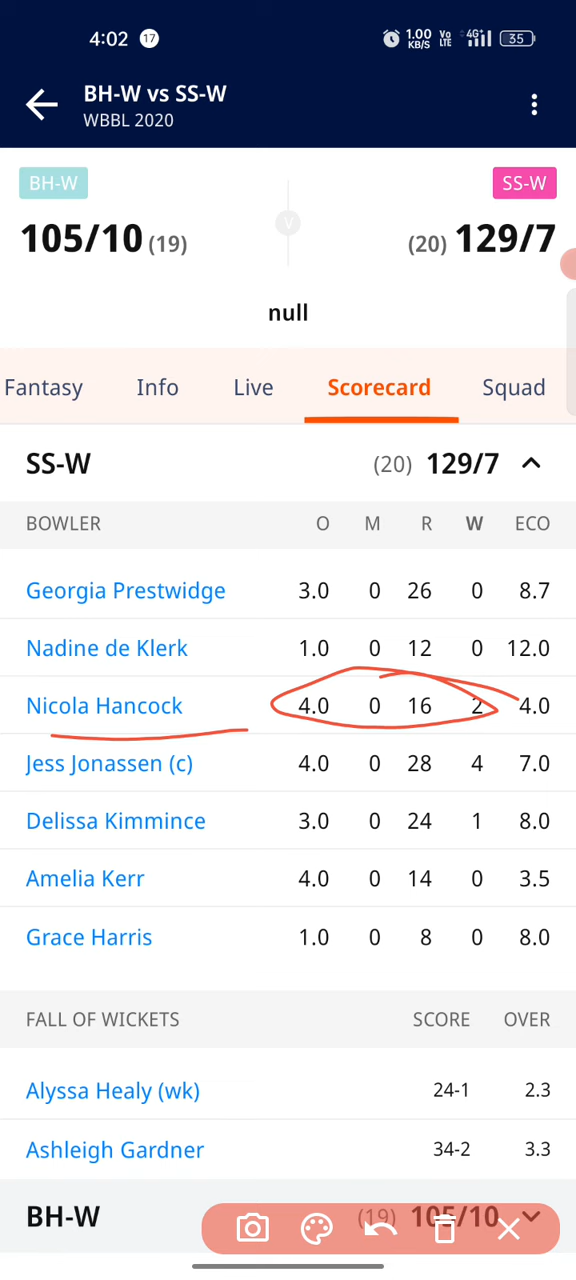 4:02 17 1.00 KB/S Vo LTE 4G 35
BH-W vs SS-W
WBBL 2020
BH-W SS-W
105/10 (19) V (20) 129/7
null
Fantasy Info Live Scorecard Squad
SS-W (20) 129/7
BOWLER O M R W ECO
Georgia Prestwidge 3.0 0 26 0 8.7
Nadine de Klerk 1.0 0 12 0 12.0
Nicola Hancock 4.0 0 16 2 4.0
Jess Jonassen (c) 4.0 0 28 4 7.0
Delissa Kimmince 3.0 0 24 1 8.0
Amelia Kerr 4.0 0 14 0 3.5
Grace Harris 1.0 0 8 0 8.0
FALL OF WICKETS SCORE OVER
Alyssa Healy (wk) 24-1 2.3
Ashleigh Gardner 34-2 3.3
BH-W (19) 105/10